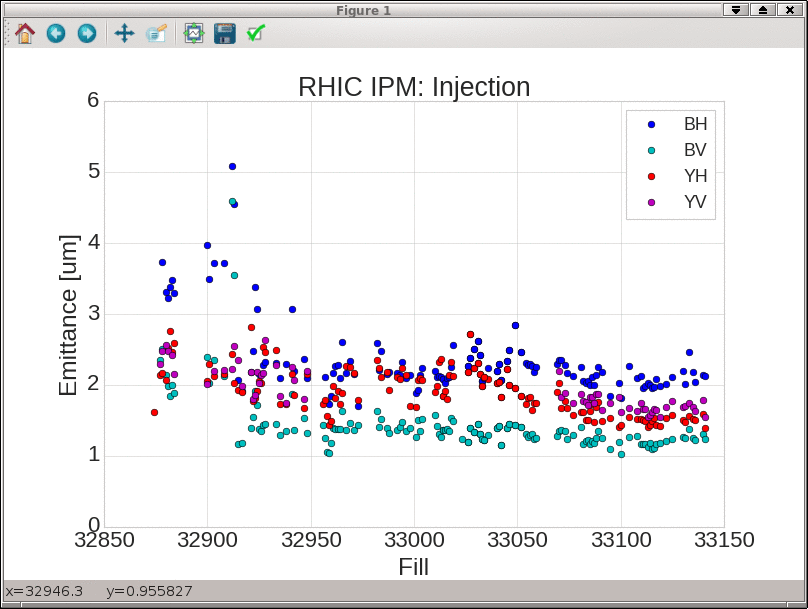 Figure 1
RHIC IPM: Injection
6
5
4
3
2
1
0
Emittance [um]
BH
BV
YH
YV
32850 32900 32950 33000 33050 33100 33150
Fill
x=32946.3 y=0.955827